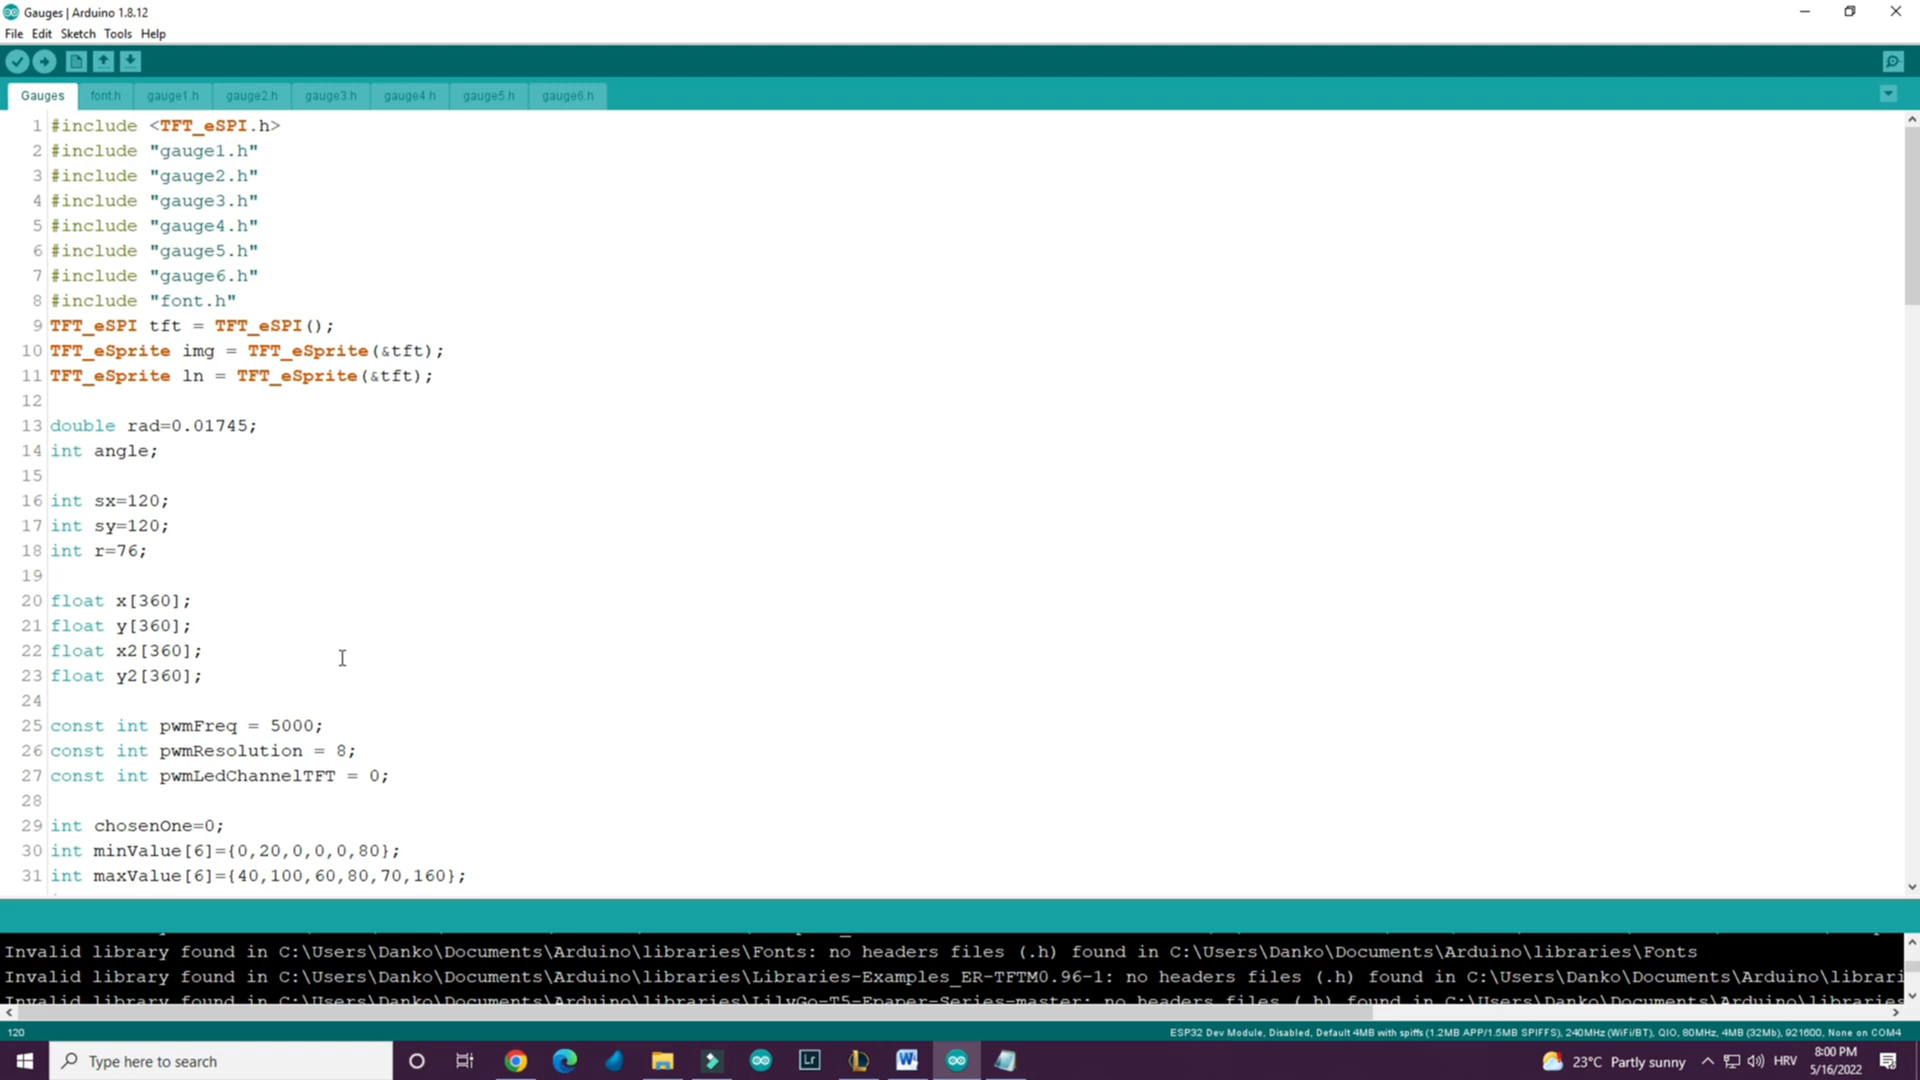 Gauges | Arduino 1.8.12
File Edit Sketch Tools Help
Gauges font.h gauge1.h gauge2.h gauge3.h gauge4.h gauge5.h gauge6.h
1 #include <TFT_eSPI.h>
2 #include "gauge1.h"
3 #include "gauge2.h"
4 #include "gauge3.h"
5 #include "gauge4.h"
6 #include "gauge5.h"
7 #include "gauge6.h"
8 #include "font.h"
9 TFT_eSPI tft = TFT_eSPI();
10 TFT_eSprite img = TFT_eSprite(&tft);
11 TFT_eSprite ln = TFT_eSprite(&tft);
12
13 double rad=0.01745;
14 int angle;
15
16 int sx=120;
17 int sy=120;
18 int r=76;
19
20 float x[360];
21 float y[360];
22 float x2[360];
23 float y2[360];
24
25 const int pwmFreq = 5000;
26 const int pwmResolution = 8;
27 const int pwmLedChannelTFT = 0;
28
29 int chosenOne=0;
30 int minValue[6]={0,20,0,0,0,80};
31 int maxValue[6]={40,100,60,80,70,160};
Invalid library found in C:\Users\Danko\Documents\Arduino\libraries\Fonts: no headers files (.h) found in C:\Users\Danko\Documents\Arduino\libraries\Fonts
Invalid library found in C:\Users\Danko\Documents\Arduino\libraries\Libraries-Examples_ER-TFTM0.96-1: no headers files (.h) found in C:\Users\Danko\Documents\Arduino\librari
Invalid library found in C:\Users\Danko\Documents\Arduino\libraries\LilyGo-T5-Epaper-Series-master: no headers files (.h) found in C:\Users\Danko\Documents\Arduino\libraries
120 ESP32 Dev Module, Disabled, Default 4MB with spiffs (1.2MB APP/1.5MB SPIFFS), 240MHz (WiFi/BT), QIO, 80MHz, 4MB (32Mb), 921600, None on COM4
Type here to search Lr W 23°C Partly sunny HRV 8:00 PM
5/16/2022